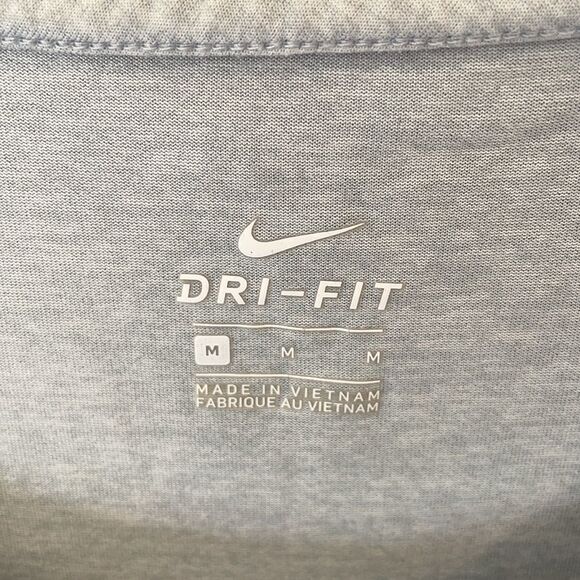 DRI-FIT
M M M
MADE IN VIETNAM
FABRIQUE AU VIETNAM